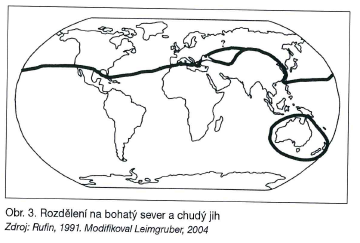 ?
Obr. 3. Rozdělení na bohatý sever a chudý jih
Zdroj: Rufin, 1991. Modifikoval Leimgruber, 2004